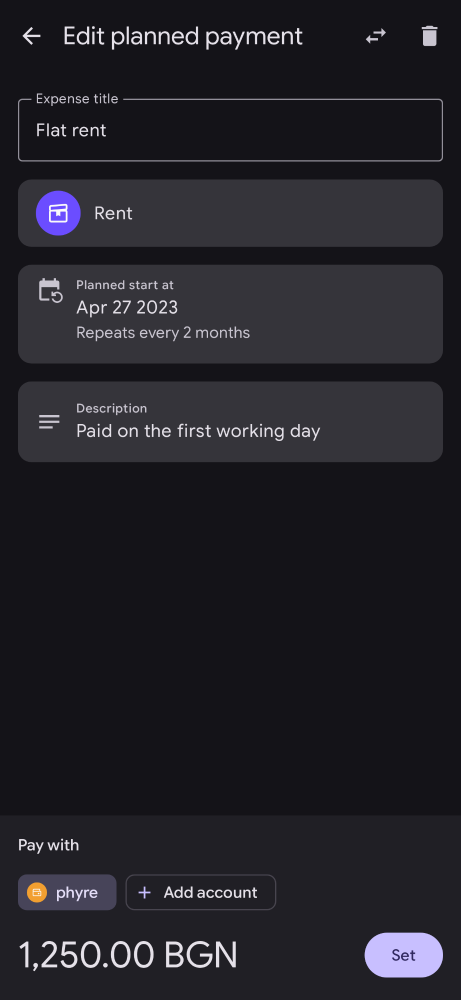 Edit planned payment
Expense title
Flat rent
Rent
Planned start at
Apr 27 2023
Repeats every 2 months
Description
Paid on the first working day
Pay with
phyre
Add account
1,250.00 BGN
Set